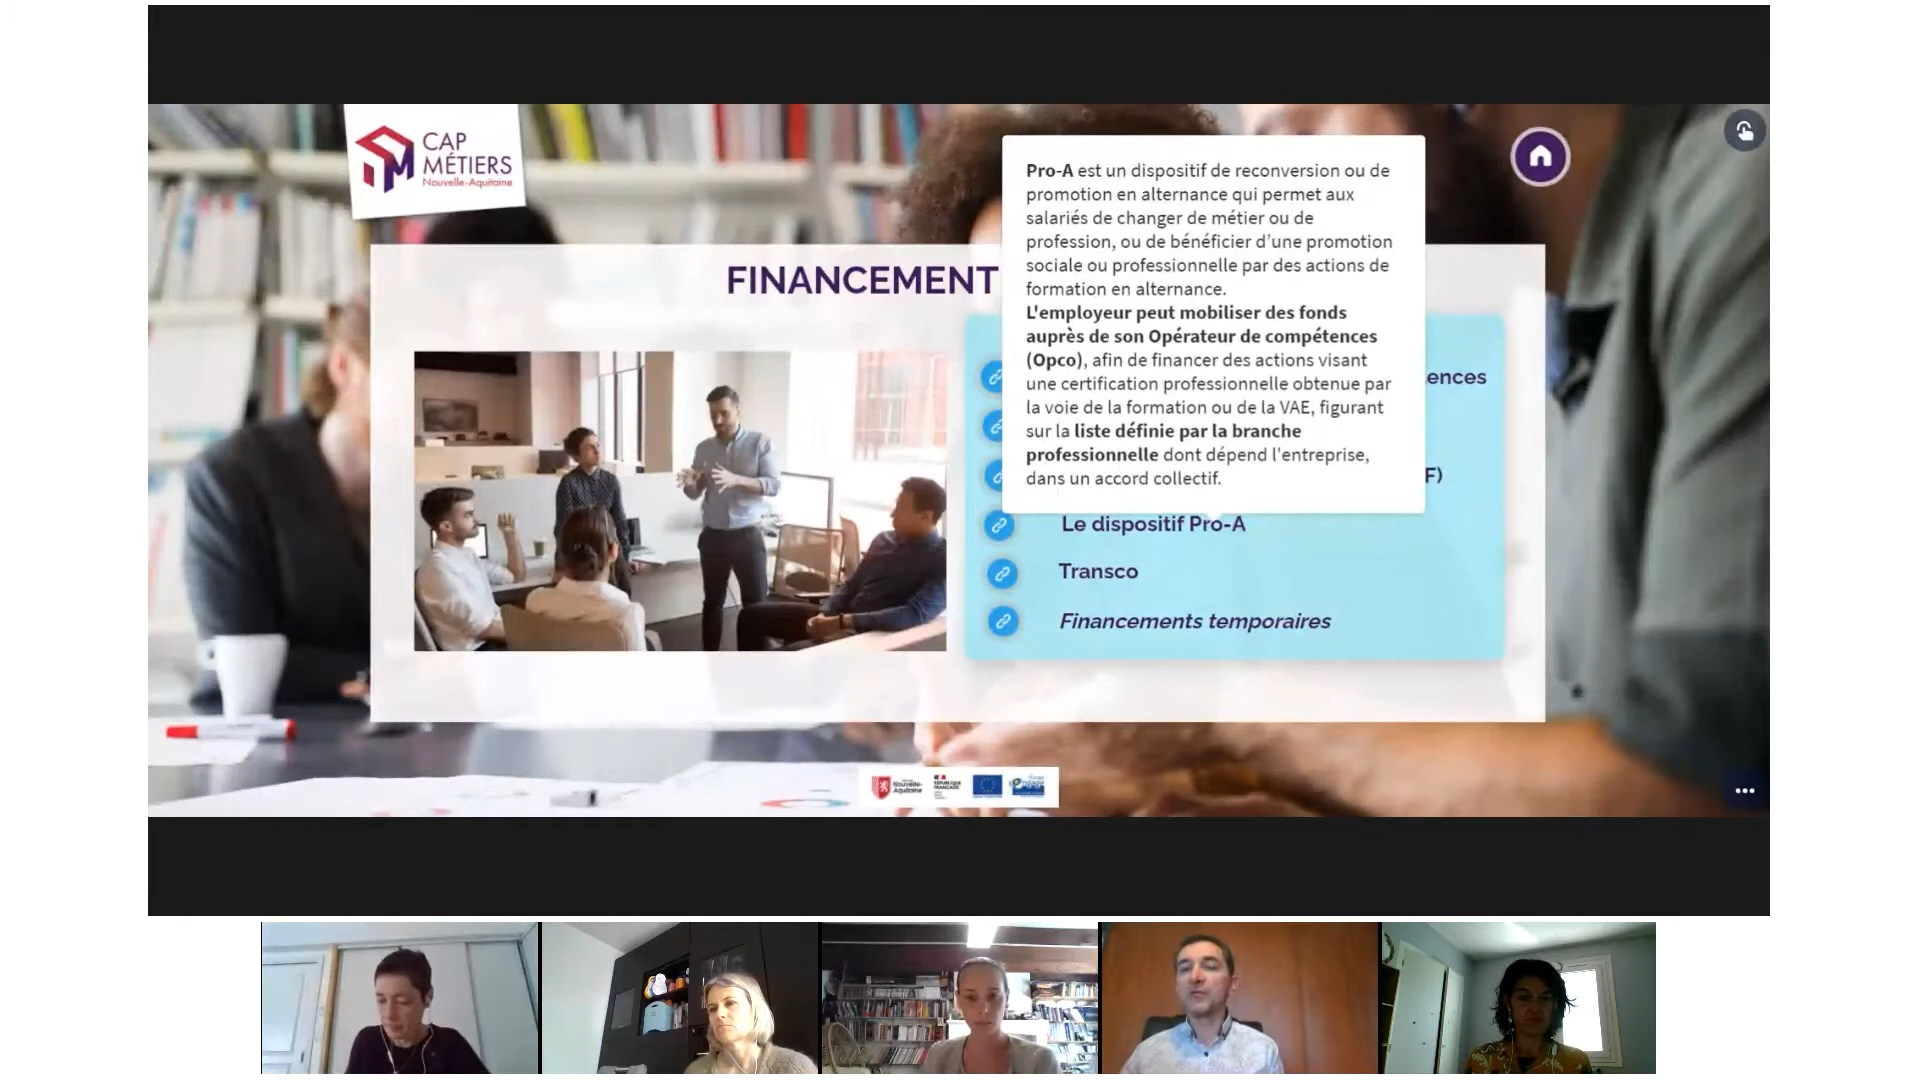 CAP
MÉTIERS
Nouvelle-Aquitaine
FINANCEMENT
Pro-A est un dispositif de reconversion ou de
promotion en alternance qui permet aux
salariés de changer de métier ou de
profession, ou de bénéficier d’une promotion
sociale ou professionnelle par des actions de
formation en alternance.
L'employeur peut mobiliser des fonds
auprès de son Opérateur de compétences
(Opco), afin de financer des actions visant
une certification professionnelle obtenue par
la voie de la formation ou de la VAE, figurant
sur la liste définie par la branche
professionnelle dont dépend l'entreprise,
dans un accord collectif.
ences
F)
Le dispositif Pro-A
Transco
Financements temporaires
Nouvelle-
Aquitaine
RÉPUBLIQUE
FRANÇAISE